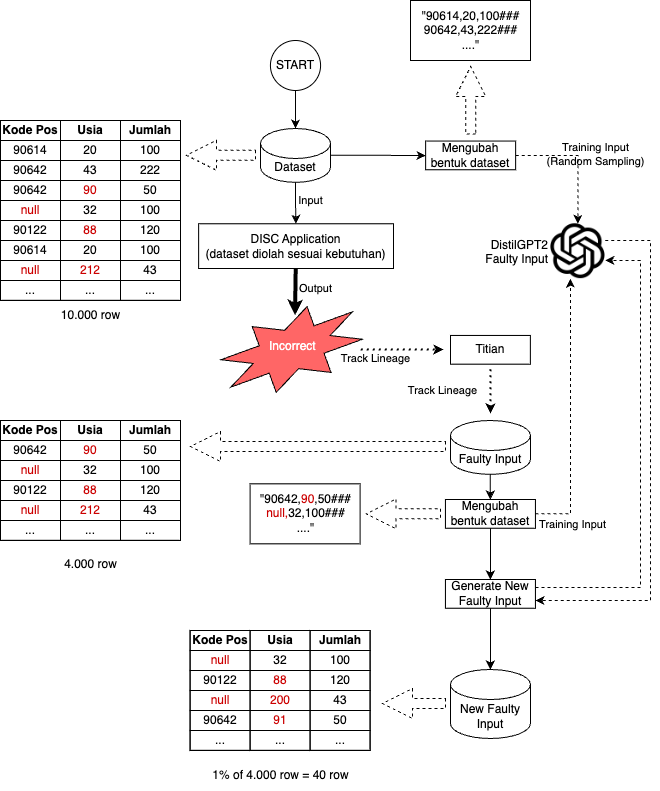 "90614,20,100###
90642,43,222###
...."
START
Kode Pos Usia Jumlah
90614 20 100
90642 43 222
90642 90 50
null 32 100
90122 88 120
90614 20 100
null 212 43
... ... ...
10.000 row
Dataset
Mengubah
bentuk dataset
Training Input
(Random Sampling)
Input
DISC Application
(dataset diolah sesuai kebutuhan)
DistilGPT2
Faulty Input
Output
Incorrect
Track Lineage
Titian
Track Lineage
Kode Pos Usia Jumlah
90642 90 50
null 32 100
90122 88 120
null 212 43
... ... ...
4.000 row
Faulty Input
"90642,90,50###
null,32,100###
...."
Mengubah
bentuk dataset
Training Input
Generate New
Faulty Input
Kode Pos Usia Jumlah
null 32 100
90122 88 120
null 200 43
90642 91 50
... ... ...
1% of 4.000 row = 40 row
New Faulty
Input